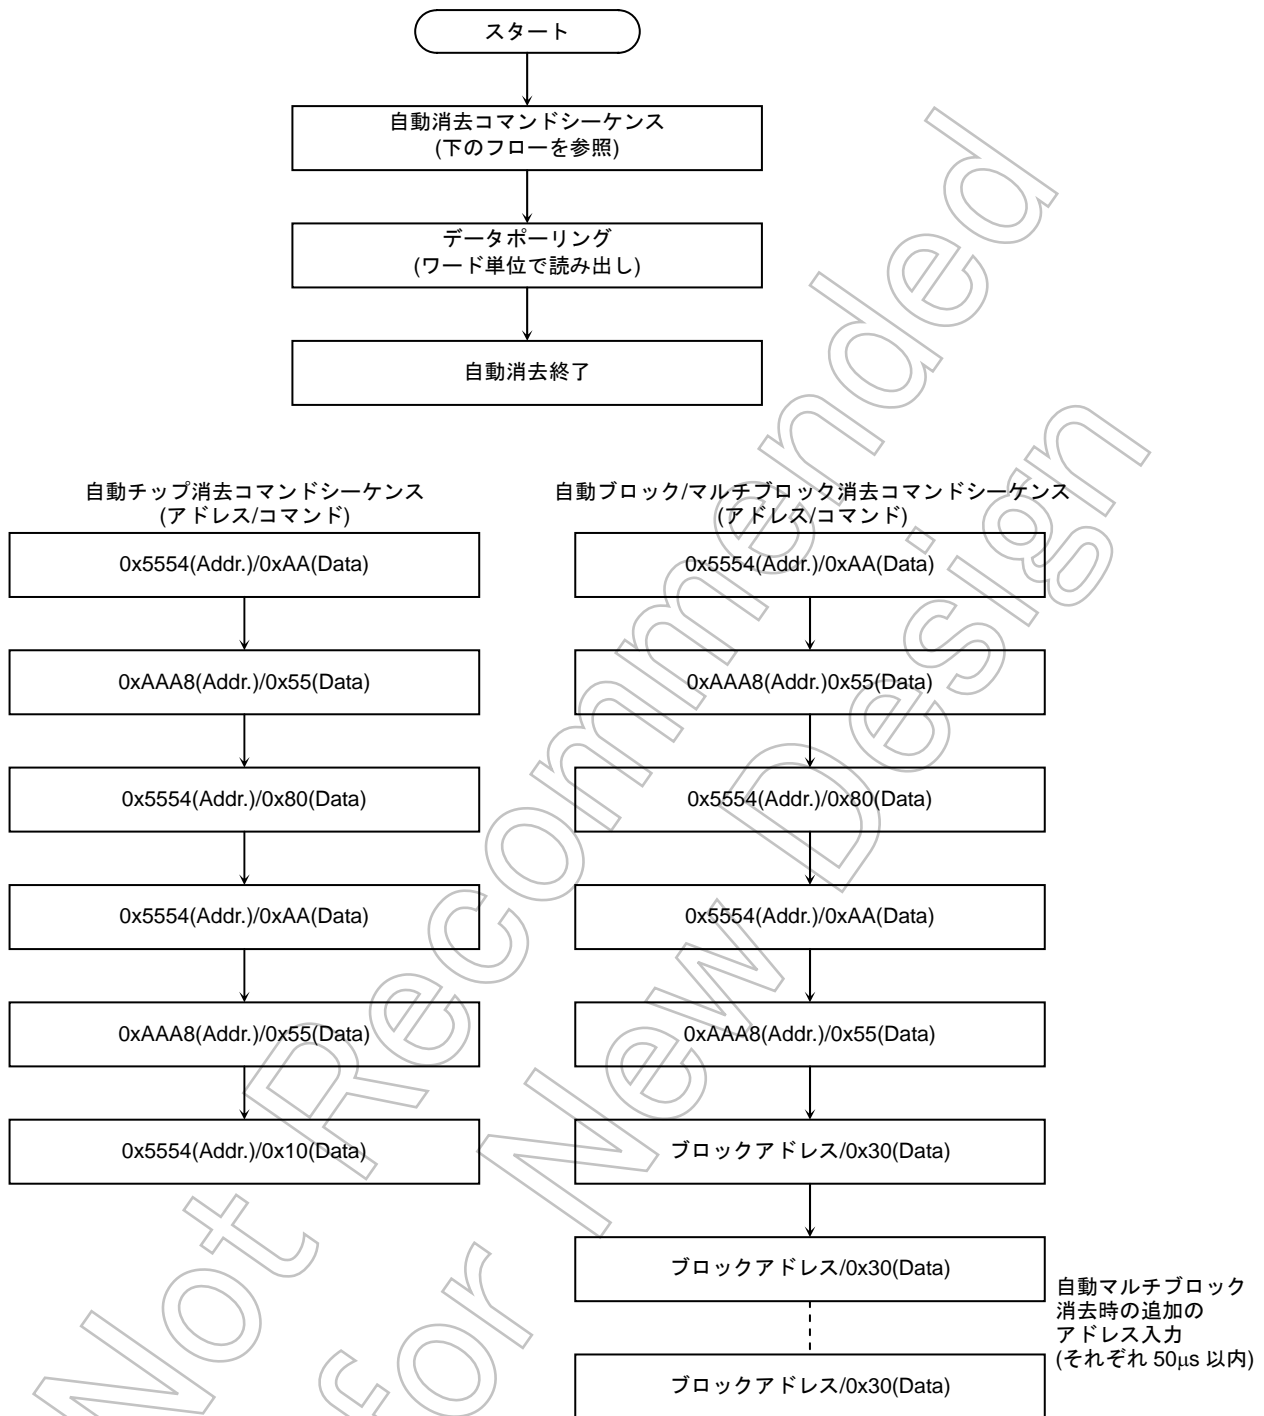 スタート
自動消去コマンドシーケンス
(下のフローを参照)
データポーリング
(ワード単位で読み出し)
自動消去終了
自動チップ消去コマンドシーケンス
(アドレス/コマンド)
0x5554(Addr.)/0xAA(Data)
0xAAA8(Addr.)/0x55(Data)
0x5554(Addr.)/0x80(Data)
0x5554(Addr.)/0xAA(Data)
0xAAA8(Addr.)/0x55(Data)
0x5554(Addr.)/0x10(Data)
自動ブロック/マルチブロック消去コマンドシーケンス
(アドレス/コマンド)
0x5554(Addr.)/0xAA(Data)
0xAAA8(Addr.)0x55(Data)
0x5554(Addr.)/0x80(Data)
0x5554(Addr.)/0xAA(Data)
0xAAA8(Addr.)/0x55(Data)
ブロックアドレス/0x30(Data)
ブロックアドレス/0x30(Data)
自動マルチブロック
消去時の追加の
アドレス入力
(それぞれ 50μs 以内)
ブロックアドレス/0x30(Data)
Not Recommended
for New Design